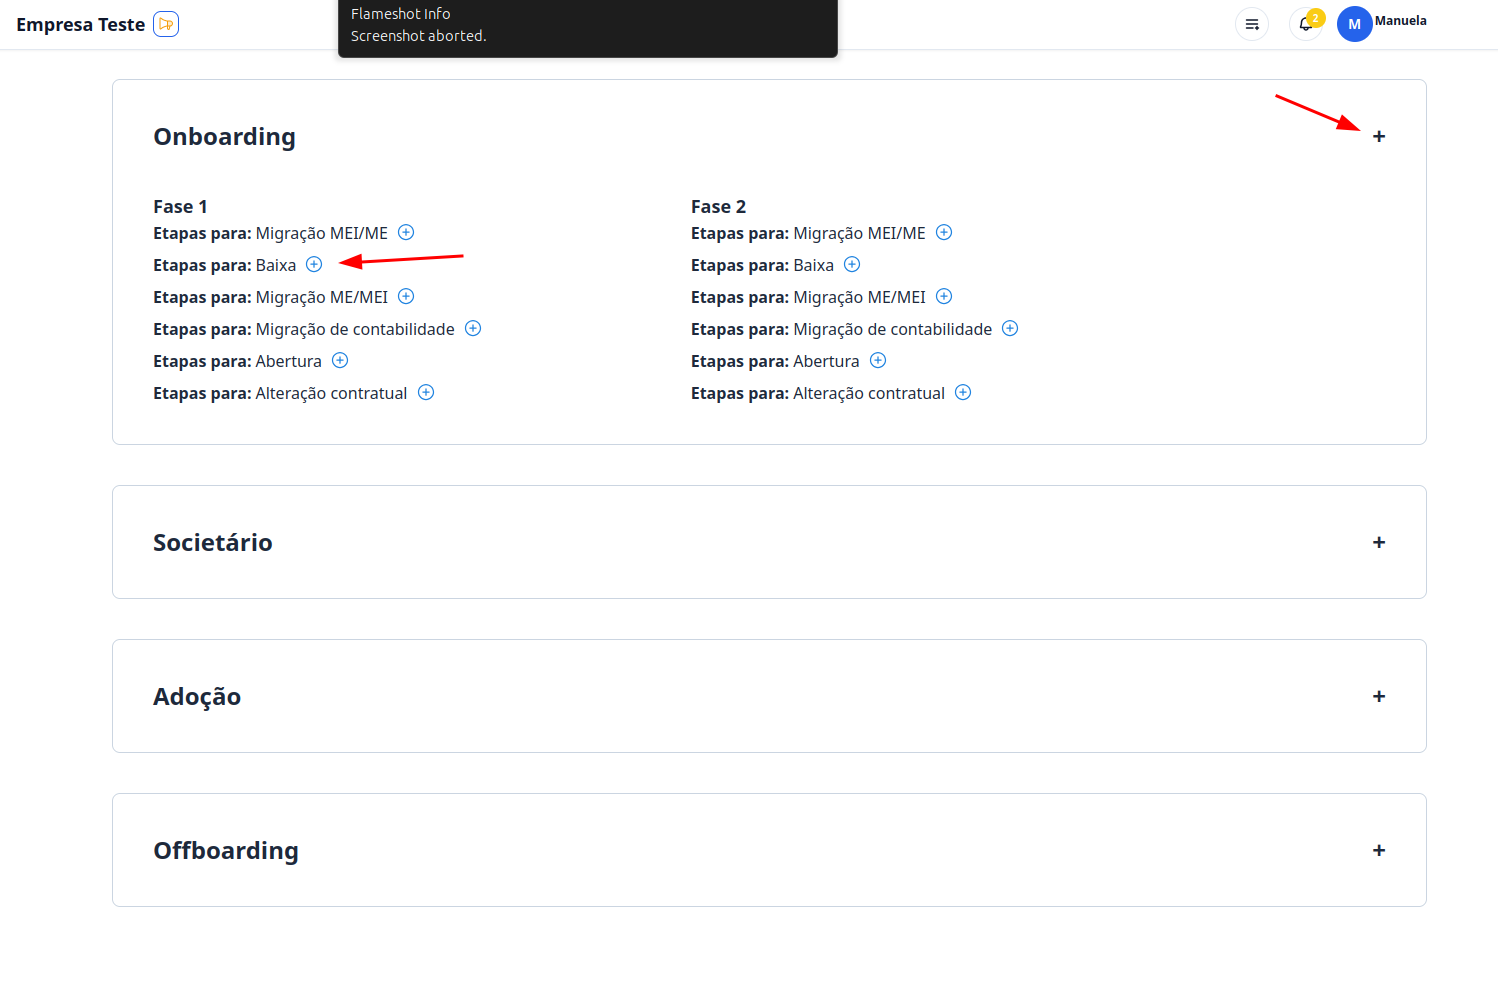 Empresa Teste
Flameshot Info
Screenshot aborted.
2
M
Manuela
Onboarding
+
Fase 1
Etapas para: Migração MEI/ME
Etapas para: Baixa
Etapas para: Migração ME/MEI
Etapas para: Migração de contabilidade
Etapas para: Abertura
Etapas para: Alteração contratual
Fase 2
Etapas para: Migração MEI/ME
Etapas para: Baixa
Etapas para: Migração ME/MEI
Etapas para: Migração de contabilidade
Etapas para: Abertura
Etapas para: Alteração contratual
Societário
+
Adoção
+
Offboarding
+